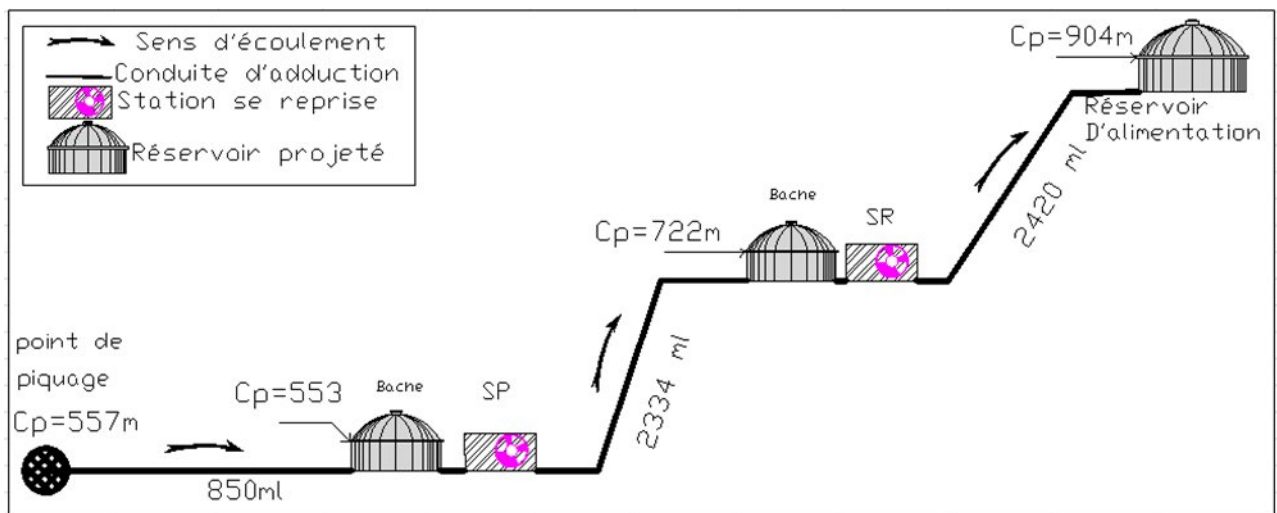 Sens d'écoulement
Conduite d'adduction
Station se reprise
Réservoir projeté
Cp=904m
Réservoir
D'alimentation
2420 ml
Bache
SR
Cp=722m
2334 ml
point de
piquage
Cp=557m
Cp=553
Bache
SP
850ml